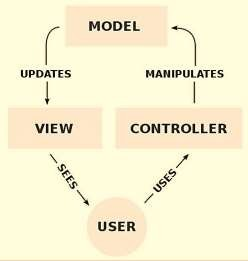 MODEL
UPDATES
MANIPULATES
VIEW
CONTROLLER
SEES
USES
USER